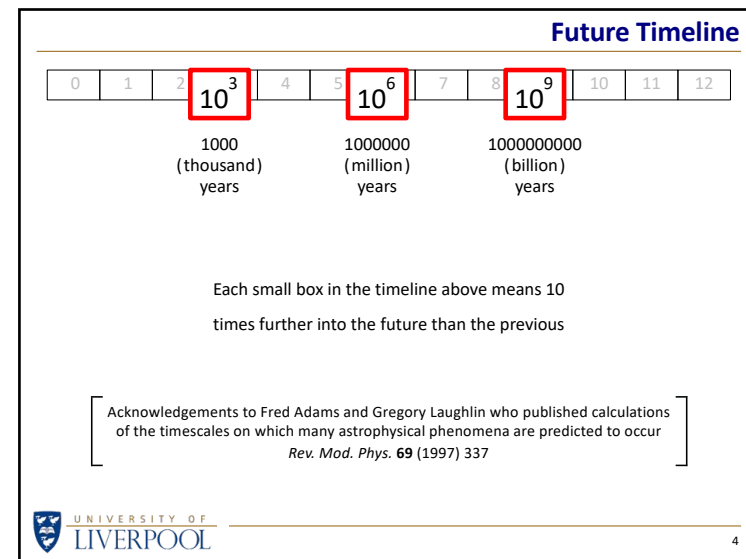 Future Timeline
0 1 2 10³ 4 5 10⁶ 7 8 10⁹ 10 11 12
1000 1000000 1000000000
(thousand) (million) (billion)
years years years
Each small box in the timeline above means 10
times further into the future than the previous
Acknowledgements to Fred Adams and Gregory Laughlin who published calculations
of the timescales on which many astrophysical phenomena are predicted to occur
Rev. Mod. Phys. 69 (1997) 337
UNIVERSITY OF
LIVERPOOL
4